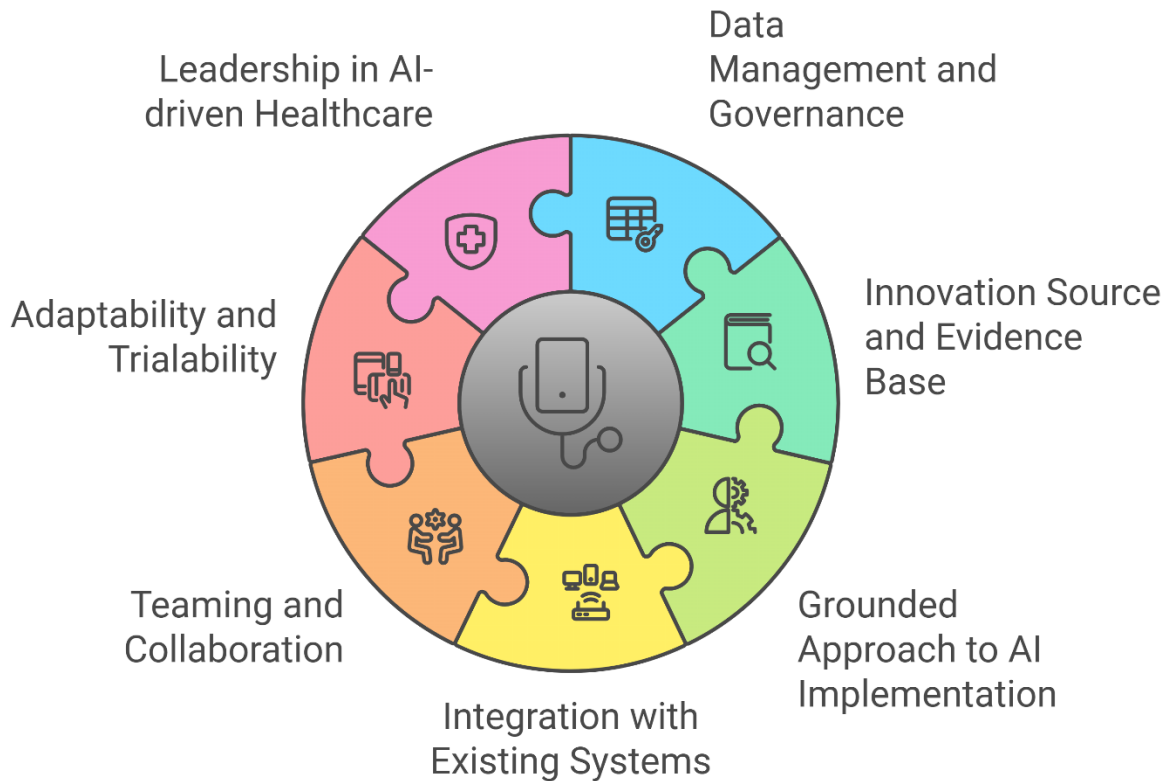 Leadership in AI-
driven Healthcare
Data
Management and
Governance
Adaptability and
Trialability
Innovation Source
and Evidence
Base
Teaming and
Collaboration
Grounded
Approach to AI
Implementation
Integration with
Existing Systems